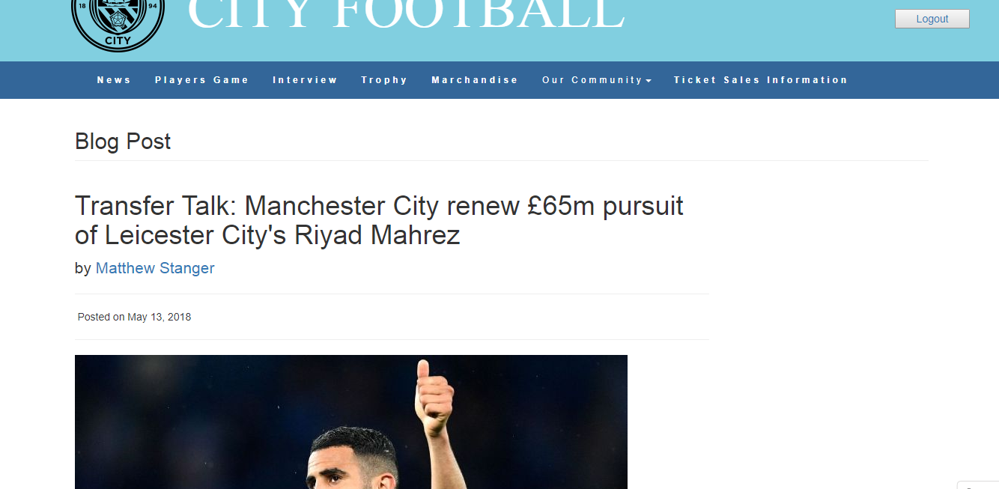 18 94
CITY
CITY FOOTBALL
Logout
News Players Game Interview Trophy Marchandise Our Community Ticket Sales Information
Blog Post
Transfer Talk: Manchester City renew £65m pursuit
of Leicester City's Riyad Mahrez
by Matthew Stanger
Posted on May 13, 2018